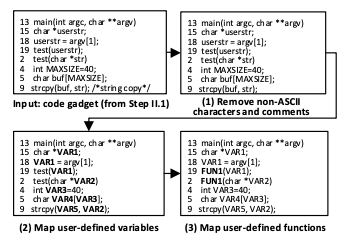 13 main(int argc, char **argv)
15 char *userstr;
18 userstr = argv[1];
19 test(userstr);
2 test(char *str)
4 int MAXSIZE=40;
5 char buf[MAXSIZE];
9 strcpy(buf, str); /*string copy*/
Input: code gadget (from Step II.1)
13 main(int argc, char **argv)
15 char *userstr;
18 userstr = argv[1];
19 test(userstr);
2 test(char *str)
4 int MAXSIZE=40;
5 char buf[MAXSIZE];
9 strcpy(buf, str);
(1) Remove non-ASCII
characters and comments
13 main(int argc, char **argv)
15 char *VAR1;
18 VAR1 = argv[1];
19 test(VAR1);
2 test(char *VAR2)
4 int VAR3=40;
5 char VAR4[VAR3];
9 strcpy(VAR5, VAR2);
(2) Map user-defined variables
13 main(int argc, char **argv)
15 char *VAR1;
18 VAR1 = argv[1];
19 FUN1(VAR1);
2 FUN1(char *VAR2)
4 int VAR3=40;
5 char VAR4[VAR3];
9 strcpy(VAR5, VAR2);
(3) Map user-defined functions